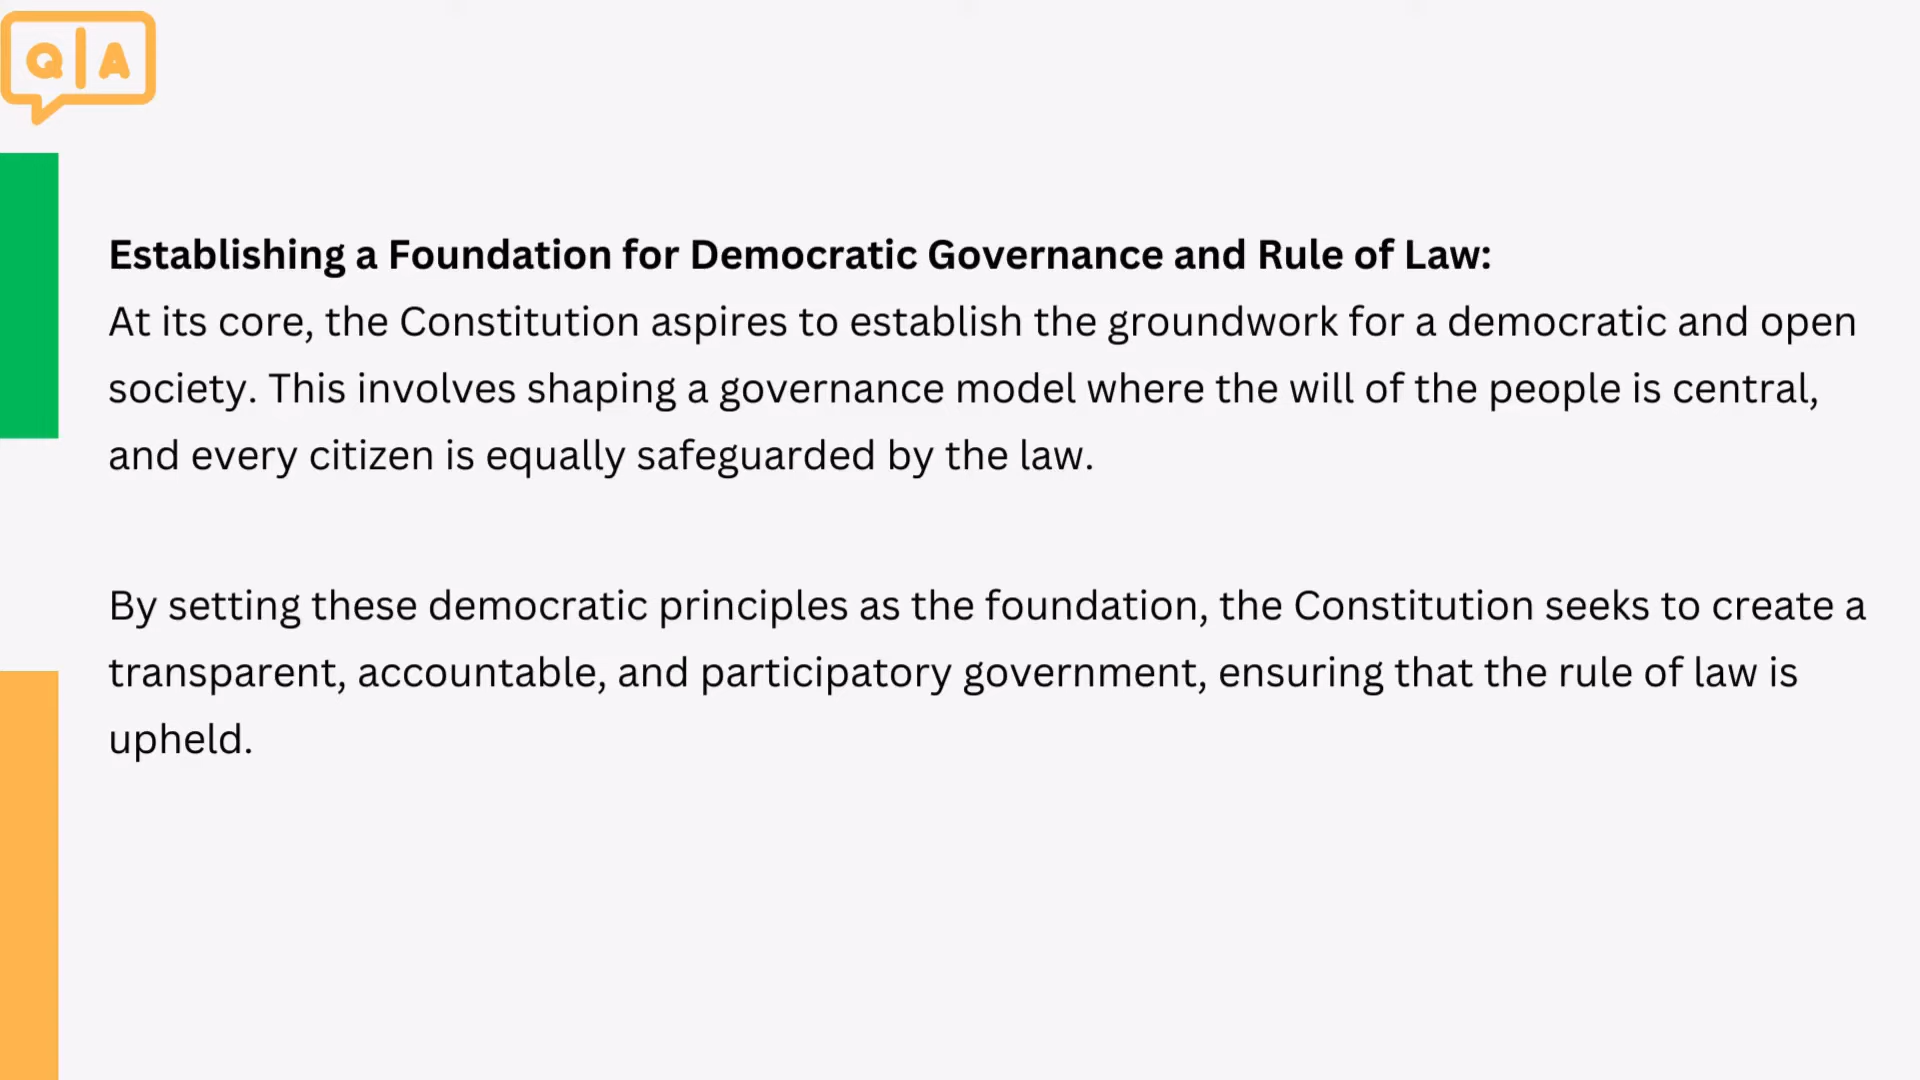 Q|A
Establishing a Foundation for Democratic Governance and Rule of Law:
At its core, the Constitution aspires to establish the groundwork for a democratic and open
society. This involves shaping a governance model where the will of the people is central,
and every citizen is equally safeguarded by the law.
By setting these democratic principles as the foundation, the Constitution seeks to create a
transparent, accountable, and participatory government, ensuring that the rule of law is
upheld.